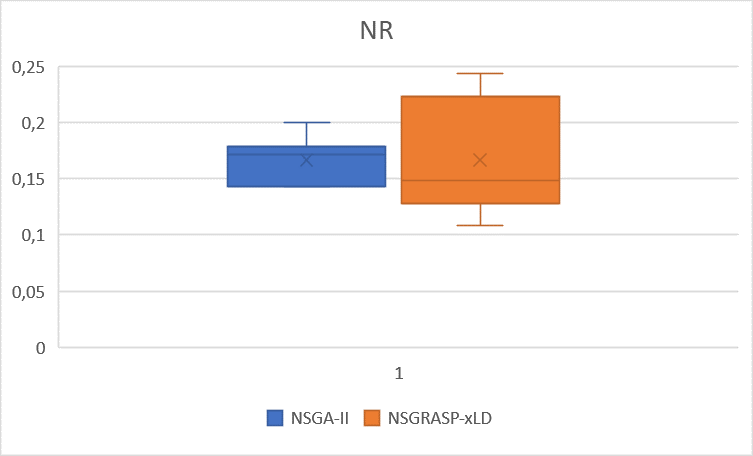 NR
0,25
0,2
0,15
0,1
0,05
0
1
NSGA-II
NSGRASP-xLD